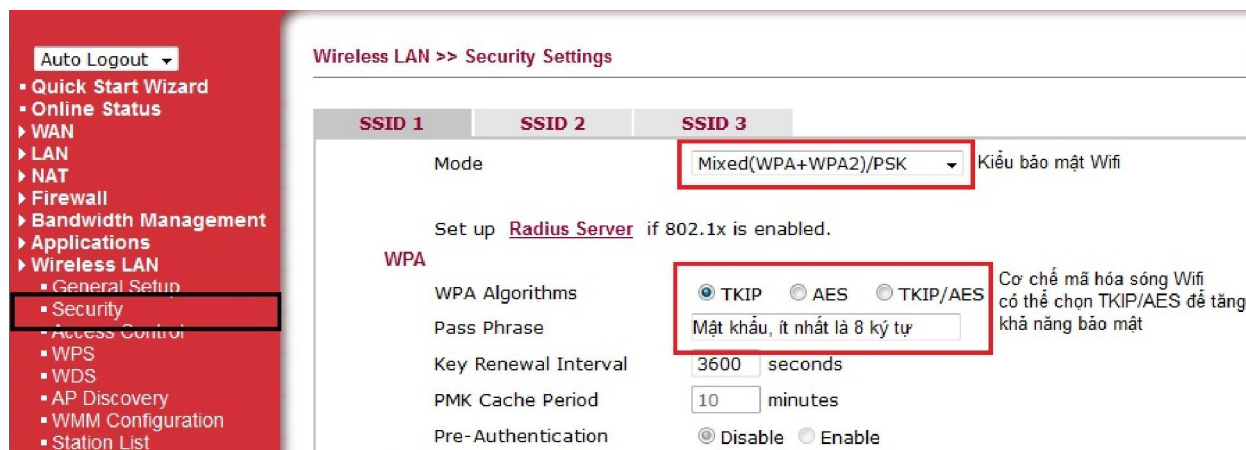 Auto Logout
Quick Start Wizard
Online Status
WAN
LAN
NAT
Firewall
Bandwidth Management
Applications
Wireless LAN
General Setup
Security
Access Control
WPS
WDS
AP Discovery
WMM Configuration
Station List
Wireless LAN >> Security Settings
SSID 1 SSID 2 SSID 3
Mode Mixed(WPA+WPA2)/PSK Kiểu bảo mật Wifi
Set up Radius Server if 802.1x is enabled.
WPA
WPA Algorithms TKIP AES TKIP/AES
Cơ chế mã hóa sóng Wifi
có thể chọn TKIP/AES để tăng
khả năng bảo mật
Pass Phrase Mật khẩu, ít nhất là 8 ký tự
Key Renewal Interval 3600 seconds
PMK Cache Period 10 minutes
Pre-Authentication Disable Enable